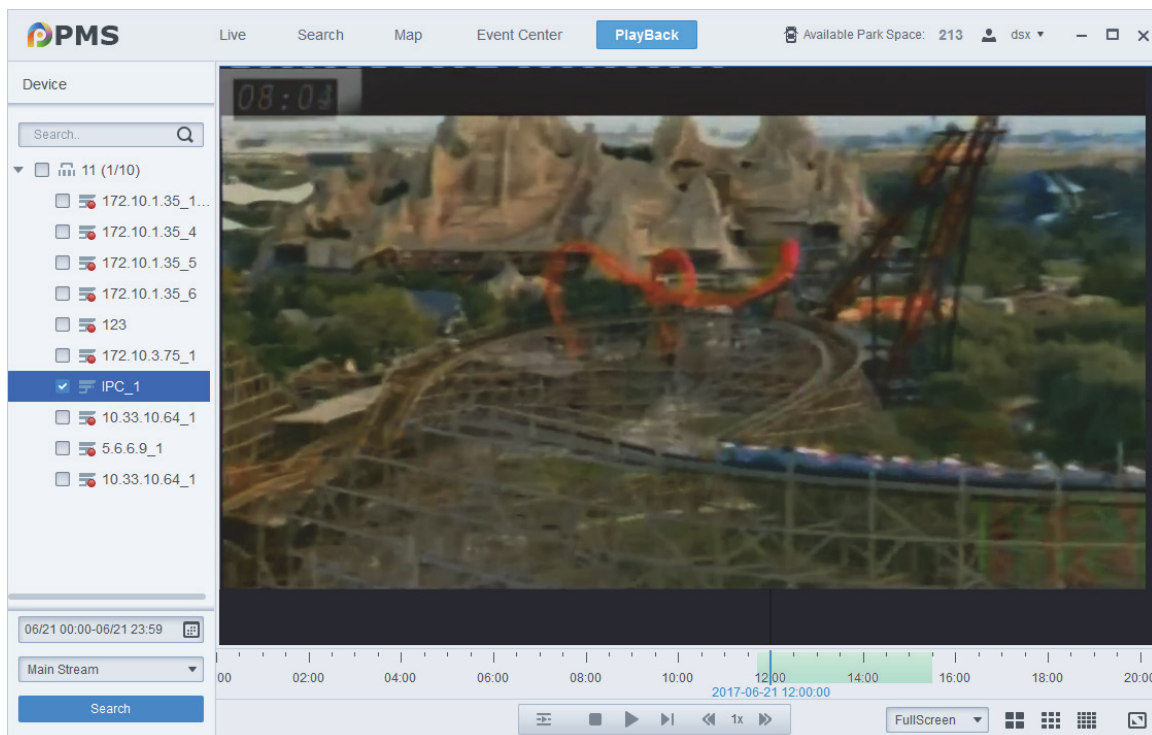 PPMS Live Search Map Event Center PlayBack Available Park Space: 213 dsx
Device
Search..
11 (1/10)
172.10.1.35_1...
172.10.1.35_4
172.10.1.35_5
172.10.1.35_6
123
172.10.3.75_1
IPC_1
10.33.10.64_1
5.6.6.9_1
10.33.10.64_1
06/21 00:00-06/21 23:59
Main Stream
Search
00 02:00 04:00 06:00 08:00 10:00 12:00 14:00 16:00 18:00 20:00
2017-06-21 12:00:00
1x
FullScreen